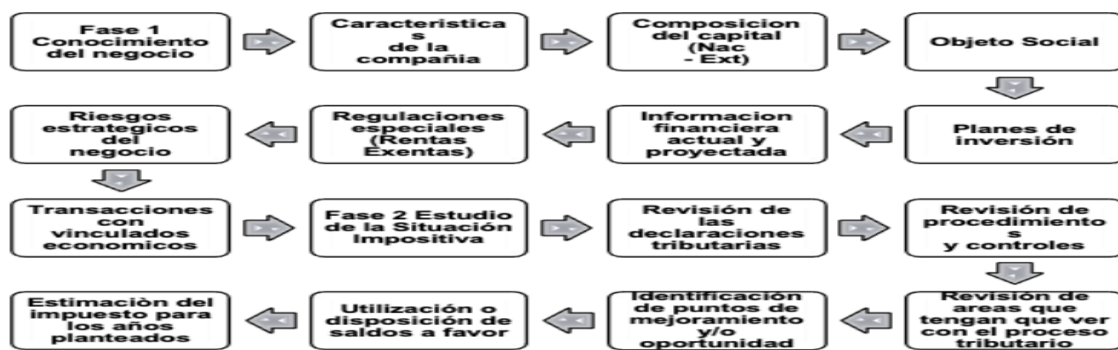 Fase 1
Conocimiento
del negocio
Caracteristica
s
de la
compañia
Composicion
del capital
(Nac
- Ext)
Objeto Social
Riesgos
estrategicos
del
negocio
Regulaciones
especiales
(Rentas
Exentas)
Informacion
financiera
actual y
proyectada
Planes de
inversión
Transacciones
con
vinculados
economicos
Fase 2 Estudio
de la Situación
Impositiva
Revisión de
las
declaraciones
tributarias
Revisión de
procedimiento
s
y controles
Estimaciòn del
impuesto para
los años
planteados
Utilización o
disposición de
saldos a favor
Identificación
de puntos de
mejoramiento
y/o
oportunidad
Revisión de
areas que
tengan que ver
con el proceso
tributario